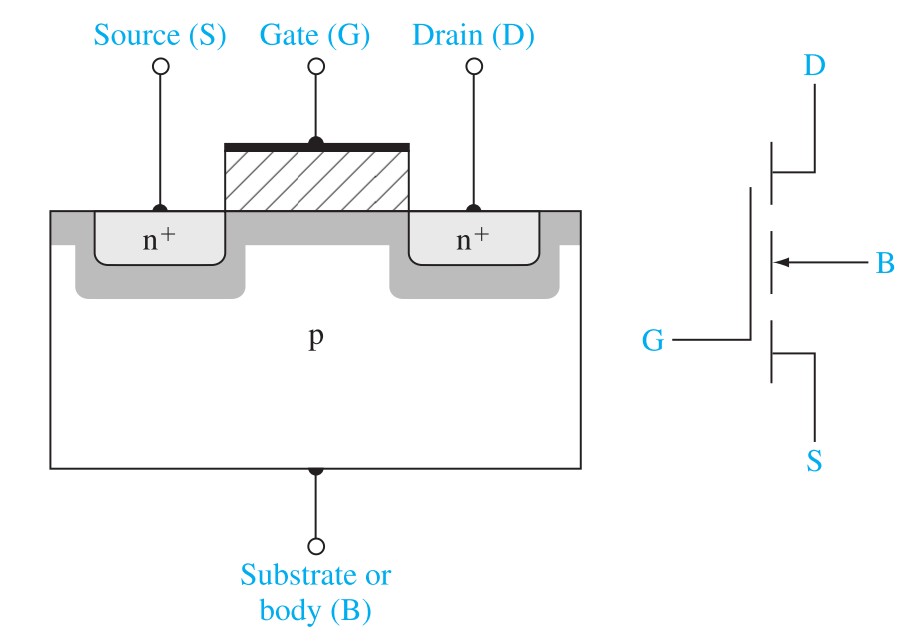 Source (S) Gate (G) Drain (D)
D
n+ n+
B
p
G
S
Substrate or
body (B)